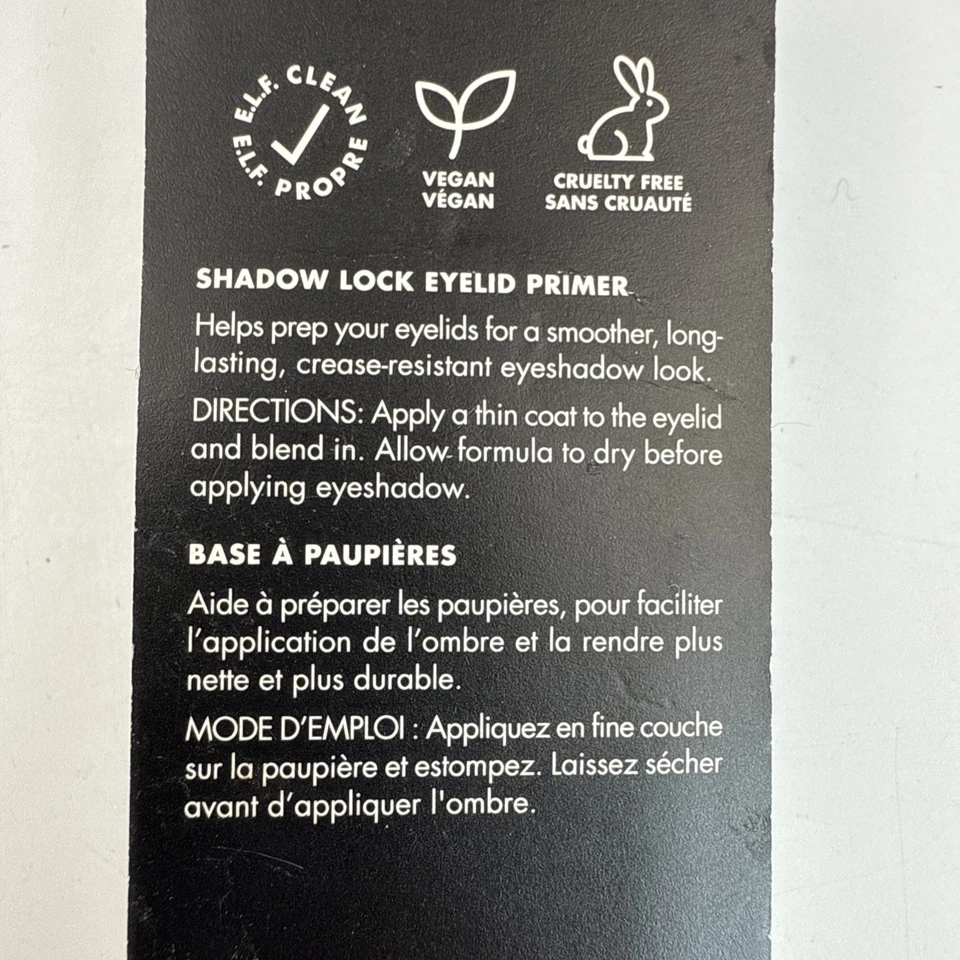 E.L.F. CLEAN
E.L.F. PROPRE
VEGAN
VÉGAN
CRUELTY FREE
SANS CRUAUTÉ
SHADOW LOCK EYELID PRIMER
Helps prep your eyelids for a smoother, long-
lasting, crease-resistant eyeshadow look.
DIRECTIONS: Apply a thin coat to the eyelid
and blend in. Allow formula to dry before
applying eyeshadow.
BASE À PAUPIÈRES
Aide à préparer les paupières, pour faciliter
l’application de l’ombre et la rendre plus
nette et plus durable.
MODE D’EMPLOI : Appliquez en fine couche
sur la paupière et estompez. Laissez sécher
avant d’appliquer l'ombre.